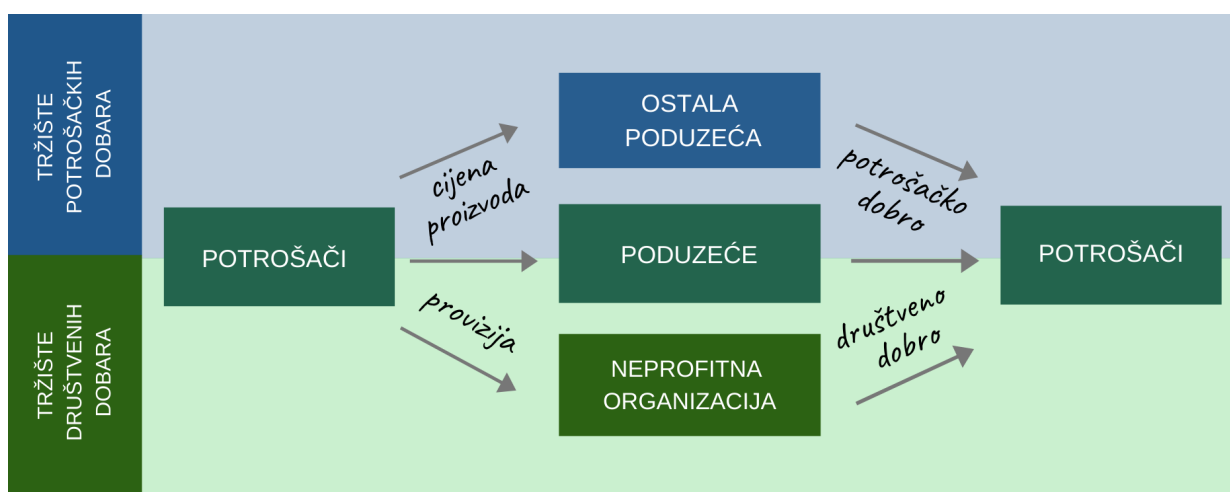 TRŽIŠTE
POTROŠAČKIH
DOBARA
TRŽIŠTE
DRUŠTVENIH
DOBARA
POTROŠAČI
cijena
proizvoda
provizija
OSTALA
PODUZEĆA
PODUZEĆE
NEPROFITNA
ORGANIZACIJA
potrošačko
dobro
društveno
dobro
POTROŠAČI